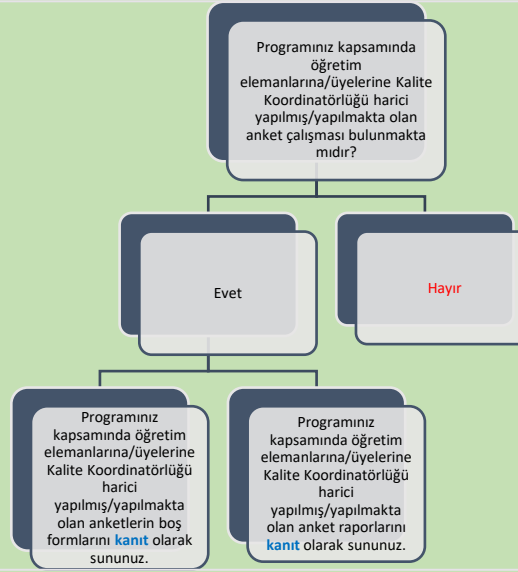 Programınız kapsamında
öğretim
elemanlarına/üyelerine Kalite
Koordinatörlüğü harici
yapılmış/yapılmakta olan
anket çalışması bulunmakta
mıdır?
Evet
Hayır
Programınız
kapsamında öğretim
elemanlarına/üyelerine
Kalite Koordinatörlüğü
harici
yapılmış/yapılmakta
olan anketlerin boş
formlarını kanıt olarak
sununuz.
Programınız
kapsamında öğretim
elemanlarına/üyelerine
Kalite Koordinatörlüğü
harici
yapılmış/yapılmakta
olan anket raporlarını
kanıt olarak sununuz.